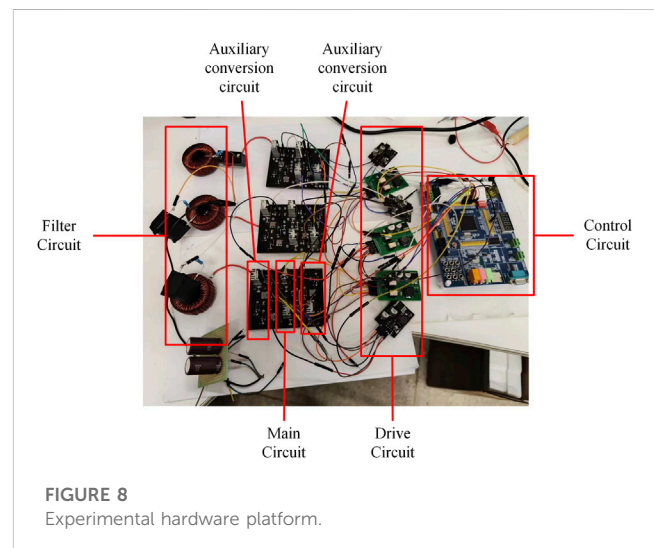 Auxiliary
conversion
circuit
Auxiliary
conversion
circuit
Filter
Circuit
Control
Circuit
Main
Circuit
Drive
Circuit
FIGURE 8
Experimental hardware platform.